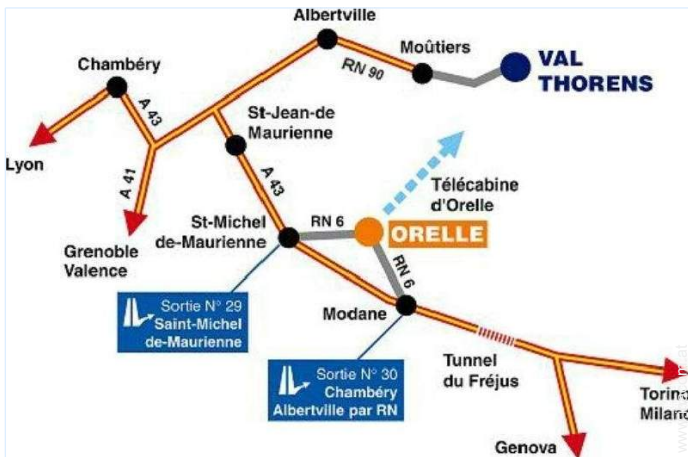 Albertville
Moûtiers
VAL
THORENS
RN 90
Chambéry
A 43
St-Jean-de
Maurienne
Lyon
A 41
A 43
Télécabine
d'Orelle
St-Michel
de-Maurienne
RN 6
ORELLE
Grenoble
Valence
RN 6
Sortie N° 29
Saint-Michel
de-Maurienne
Modane
Sortie N° 30
Chambéry
Albertville par RN
Tunnel
du Fréjus
Torino
Milano
Genova